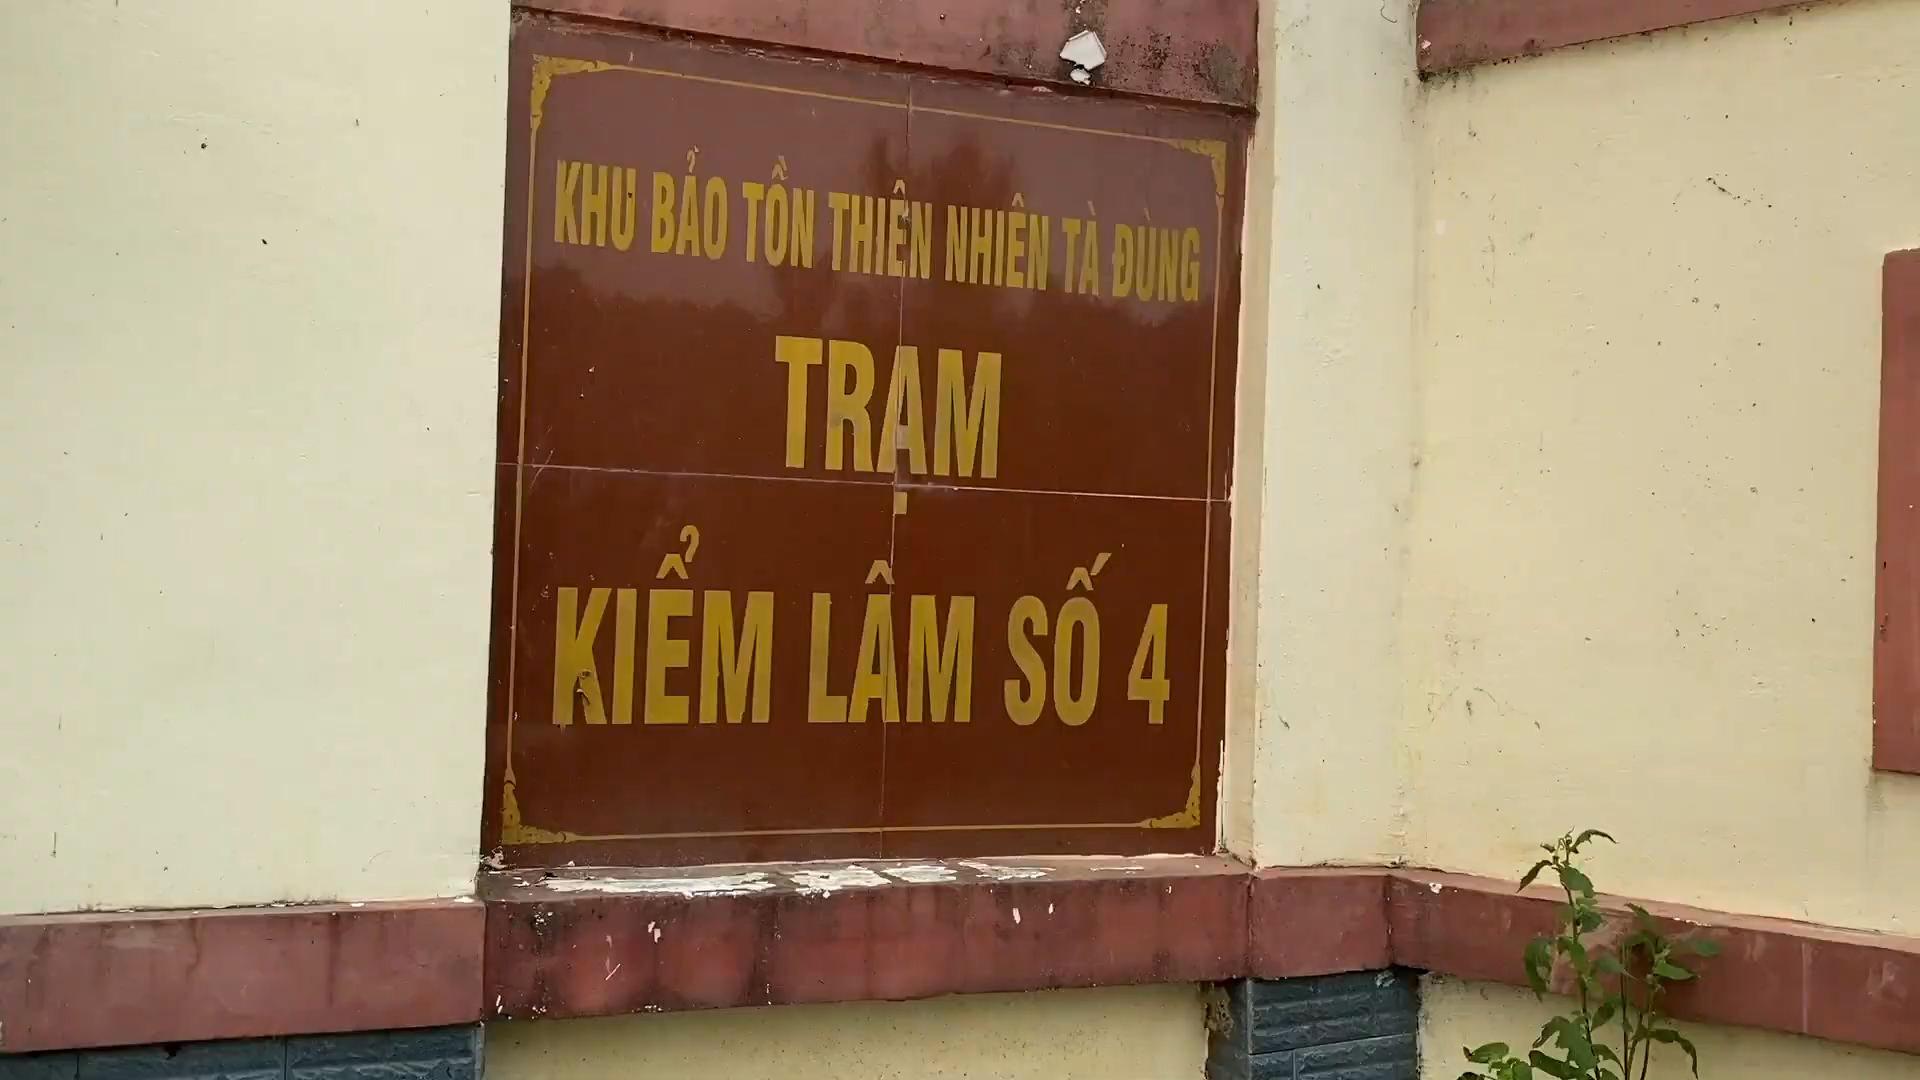 KHU BẢO TỒN THIÊN NHIÊN TÀ ĐÙNG
TRẠM
KIỂM LÂM SỐ 4